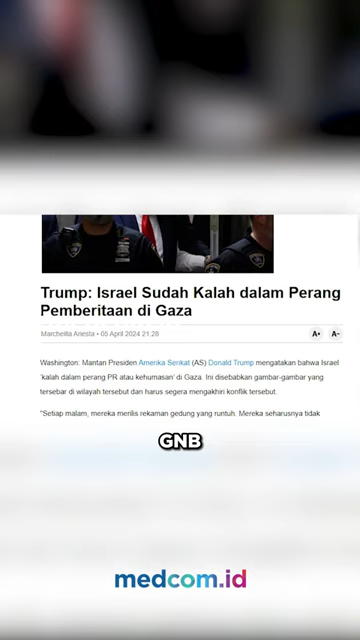 Trump: Israel Sudah Kalah dalam Perang
Pemberitaan di Gaza
Marcheilla Ariesta • 05 April 2024 21:28
A+ A-
Washington: Mantan Presiden Amerika Serikat (AS) Donald Trump mengatakan bahwa Israel
'kalah dalam perang PR atau kehumasan' di Gaza. Ini disebabkan gambar-gambar yang
tersebar di wilayah tersebut dan harus segera mengakhiri konflik tersebut.
"Setiap malam, mereka merilis rekaman gedung yang runtuh. Mereka seharusnya tidak
GNB
medcom.id